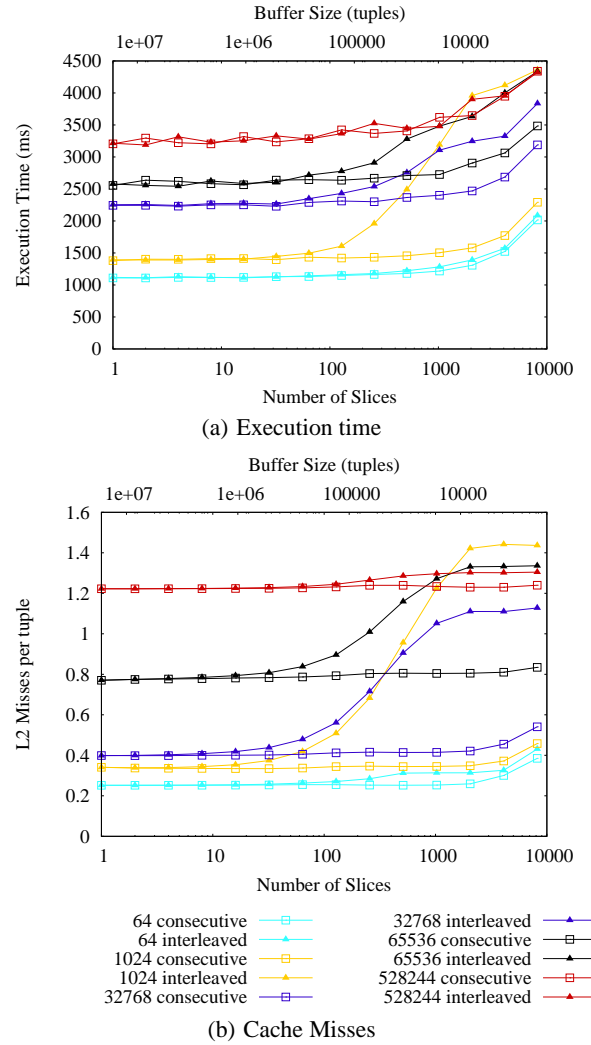 Buffer Size (tuples)
1e+07 1e+06 100000 10000
4500
4000
3500
3000
2500
2000
1500
1000
500
0
Execution Time (ms)
1 10 100 1000 10000
Number of Slices
(a) Execution time
Buffer Size (tuples)
1e+07 1e+06 100000 10000
1.6
1.4
1.2
1
0.8
0.6
0.4
0.2
0
L2 Misses per tuple
1 10 100 1000 10000
Number of Slices
64 consecutive
64 interleaved
1024 consecutive
1024 interleaved
32768 consecutive
32768 interleaved
65536 consecutive
65536 interleaved
528244 consecutive
528244 interleaved
(b) Cache Misses